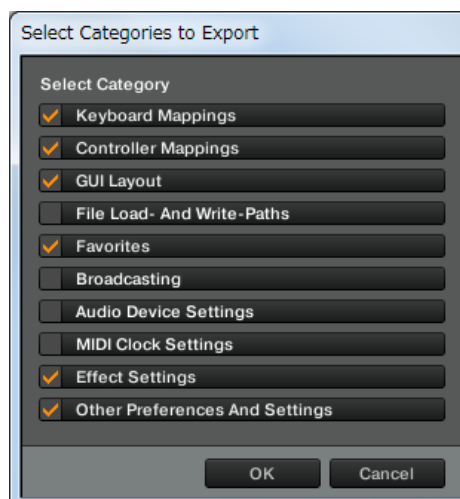 Select Categories to Export
Select Category
Keyboard Mappings
Controller Mappings
GUI Layout
File Load- And Write-Paths
Favorites
Broadcasting
Audio Device Settings
MIDI Clock Settings
Effect Settings
Other Preferences And Settings
OK Cancel